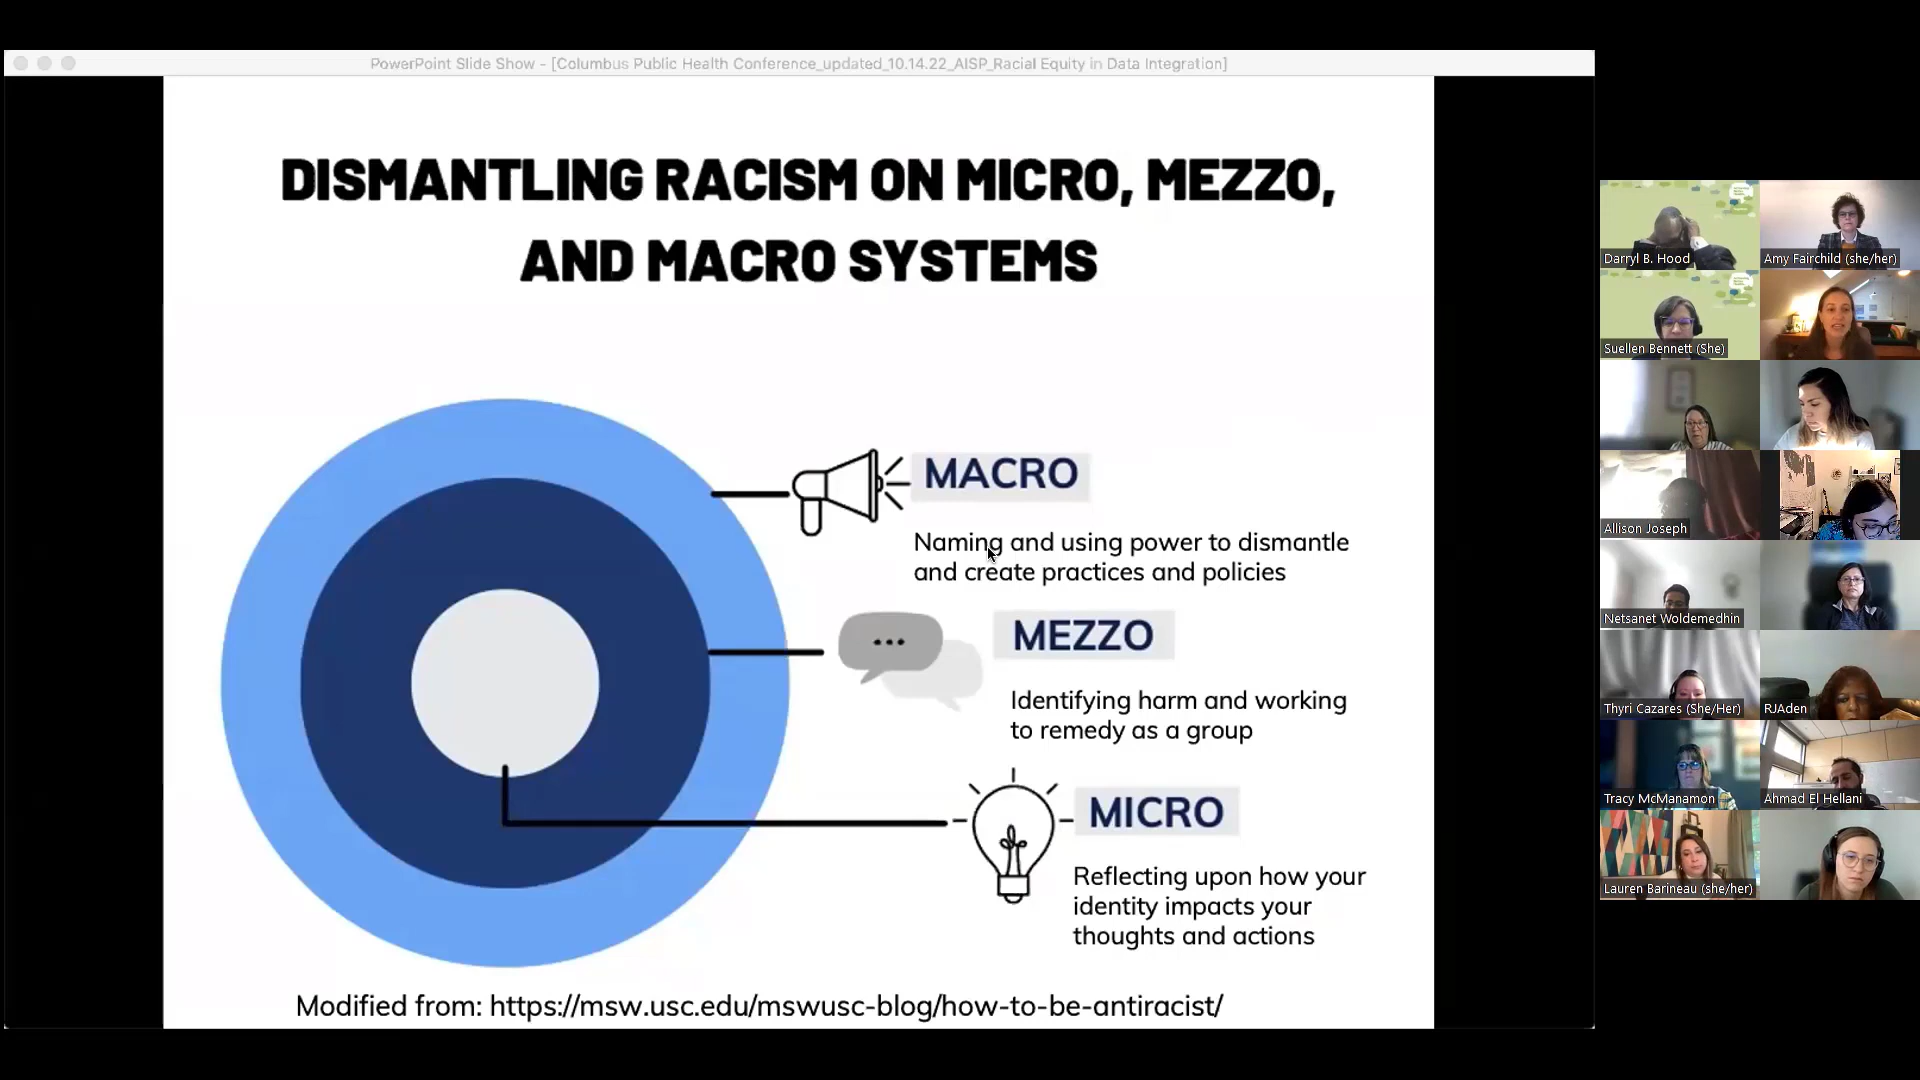 PowerPoint Slide Show - [Columbus Public Health Conference_updated_10.14.22_AISP_Racial Equity in Data Integration]
DISMANTLING RACISM ON MICRO, MEZZO,
AND MACRO SYSTEMS
MACRO
Naming and using power to dismantle
and create practices and policies
MEZZO
Identifying harm and working
to remedy as a group
MICRO
Reflecting upon how your
identity impacts your
thoughts and actions
Modified from: https://msw.usc.edu/mswusc-blog/how-to-be-antiracist/
Darryl B. Hood
Amy Fairchild (she/her)
Suellen Bennett (She)
Allison Joseph
Netsanet Woldemedhin
Thyri Cazares (She/Her)
RJAden
Tracy McManamon
Ahmad El Hellani
Lauren Barineau (she/her)